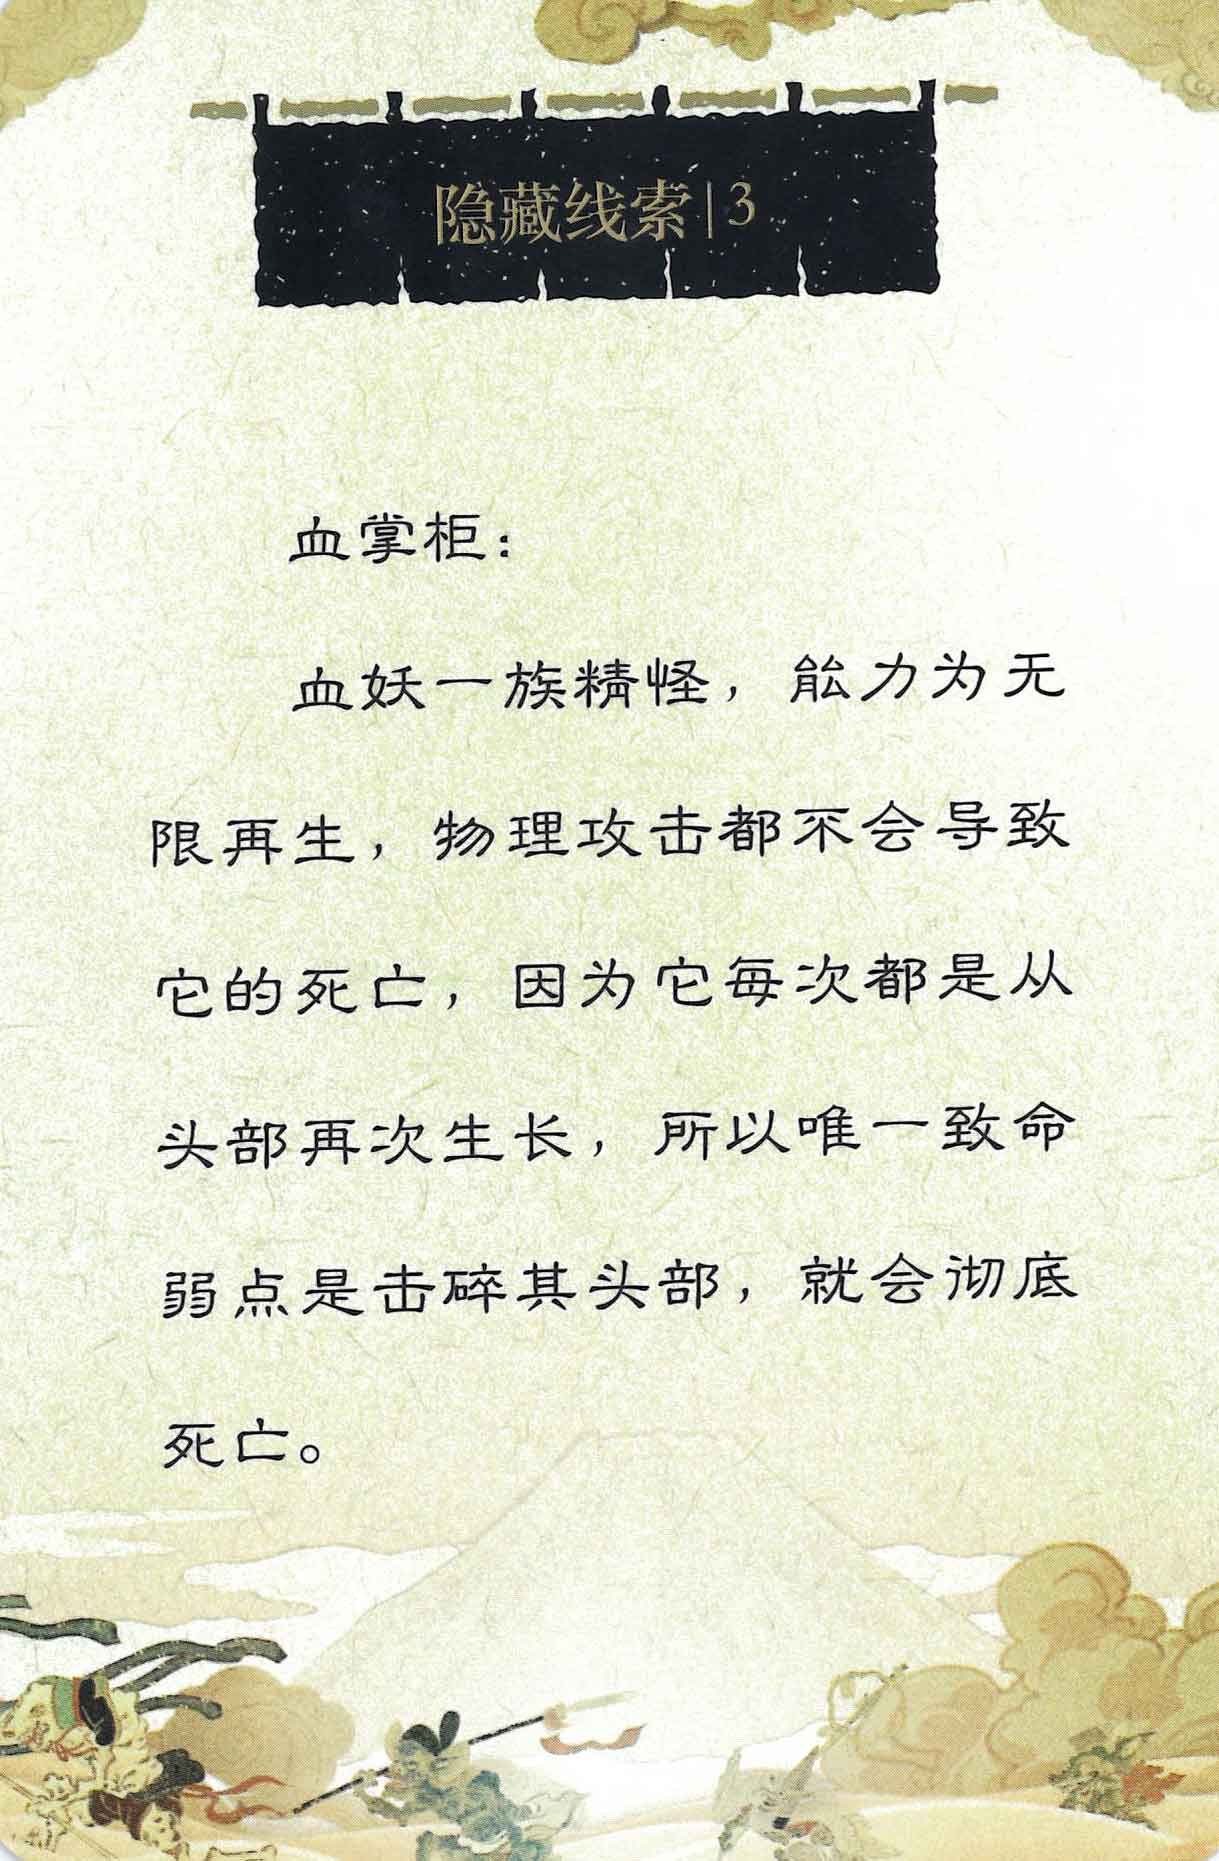 隐藏线索|3
血掌柜：
血妖一族精怪，能力为无
限再生，物理攻击都不会导致
它的死亡，因为它每次都是从
头部再次生长，所以唯一致命
弱点是击碎其头部，就会彻底
死亡。